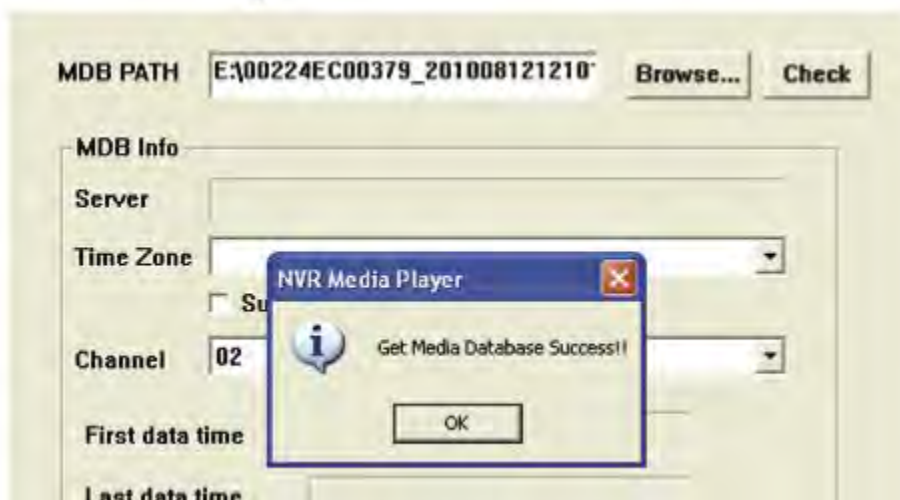 MDB PATH E:\00224EC00379_201008121210 Browse... Check
MDB Info
Server
Time Zone
NVR Media Player
Su
Get Media Database Success!!
Channel 02
OK
First data time
Last data time